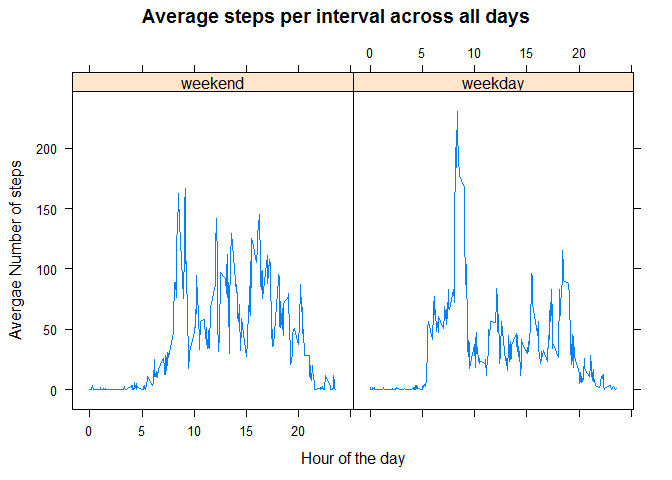 Average steps per interval across all days
0 5 10 15 20
weekend weekday
200
150
100
50
0
Avergae Number of steps
0 5 10 15 20
Hour of the day